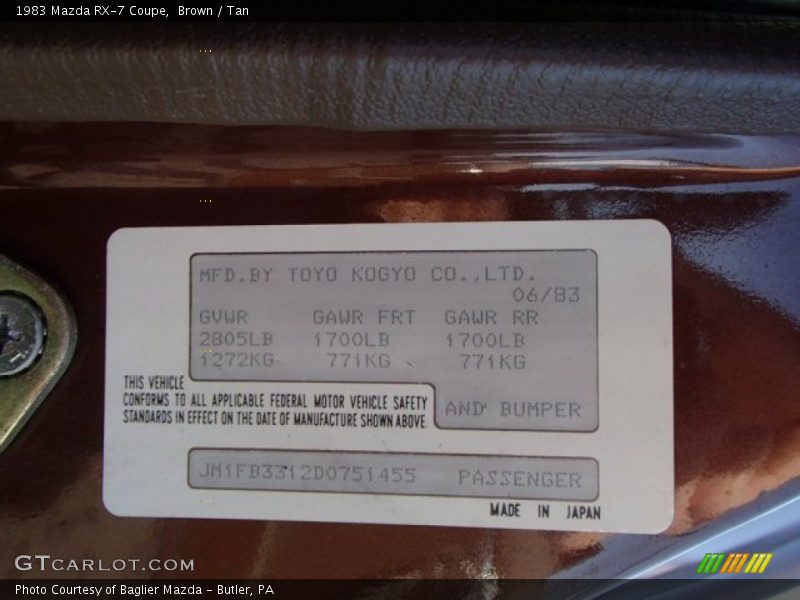 1983 Mazda RX-7 Coupe,  Brown / Tan
MFD.BY TOYO KOGYO CO.,LTD.
06/83
GVWR GAWR FRT GAWR RR
2805LB 1700LB 1700LB
1272KG 771KG 771KG
THIS VEHICLE
CONFORMS TO ALL APPLICABLE FEDERAL MOTOR VEHICLE SAFETY
STANDARDS IN EFFECT ON THE DATE OF MANUFACTURE SHOWN ABOVE.
AND BUMPER
JM1FB3312D0751455 PASSENGER
MADE IN JAPAN
GTCARLOT.COM
Photo Courtesy of Baglier Mazda - Butler, PA